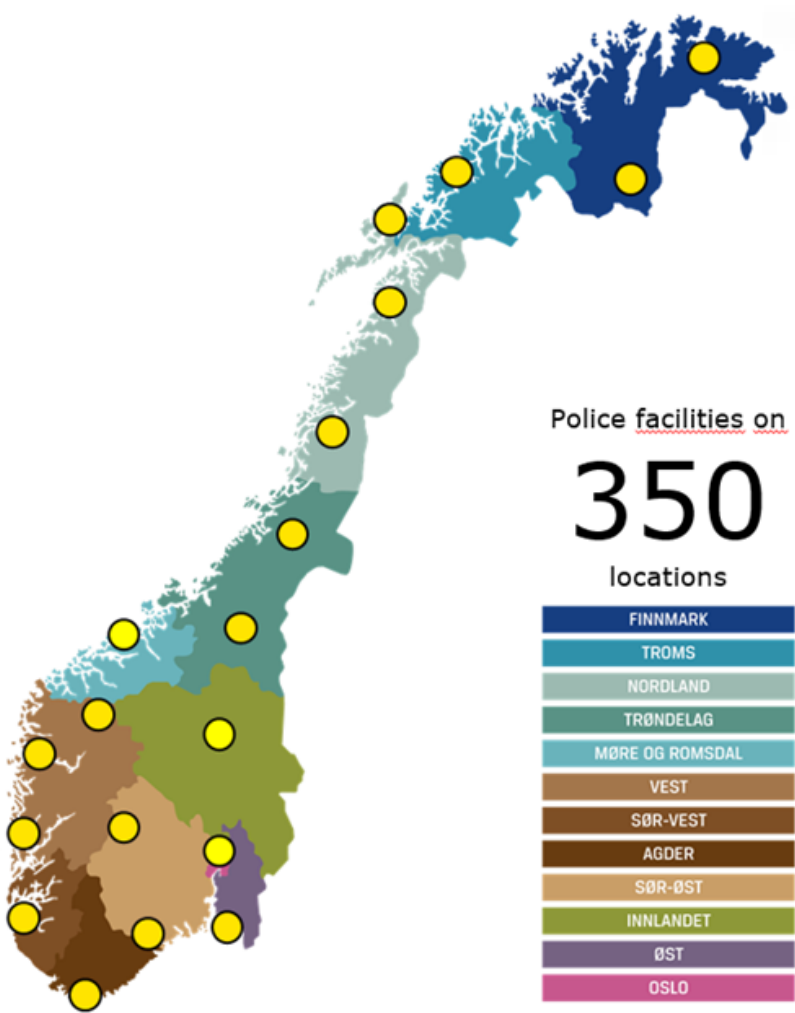 Police facilities on
350
locations
FINNMARK
TROMS
NORDLAND
TRØNDELAG
MØRE OG ROMSDAL
VEST
SØR-VEST
AGDER
SØR-ØST
INNLANDET
ØST
OSLO